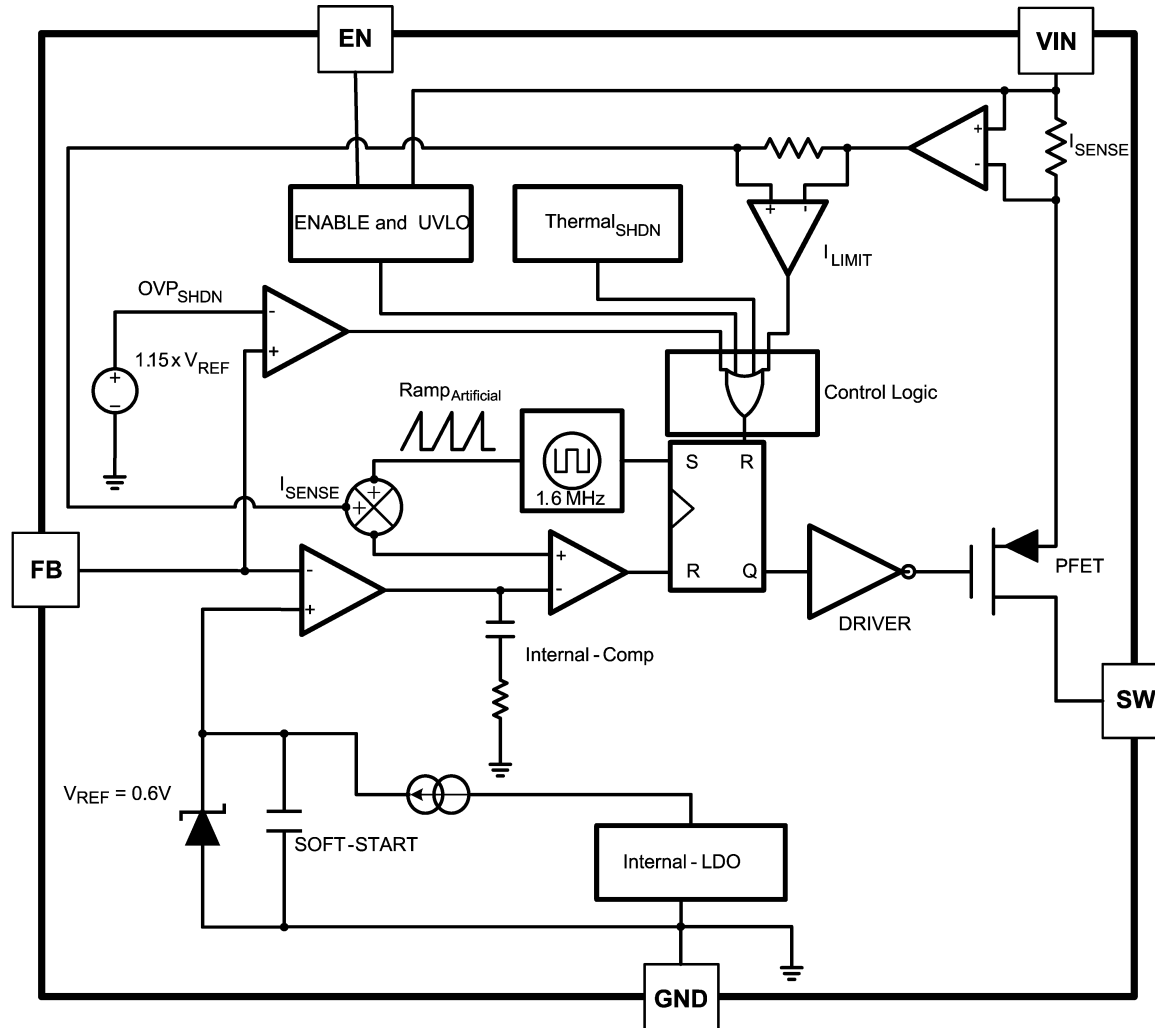 EN
VIN
+
-
ISENSE
ENABLE and UVLO
ThermalSHDN
+ -
ILIMIT
OVPSHDN
-
+
1.15 x VREF
+
–
Control Logic
RampArtificial
1.6 MHz
S R
R Q
ISENSE
+
+
FB
-
+
+
-
DRIVER
PFET
Internal - Comp
SW
VREF = 0.6V
SOFT-START
Internal - LDO
GND